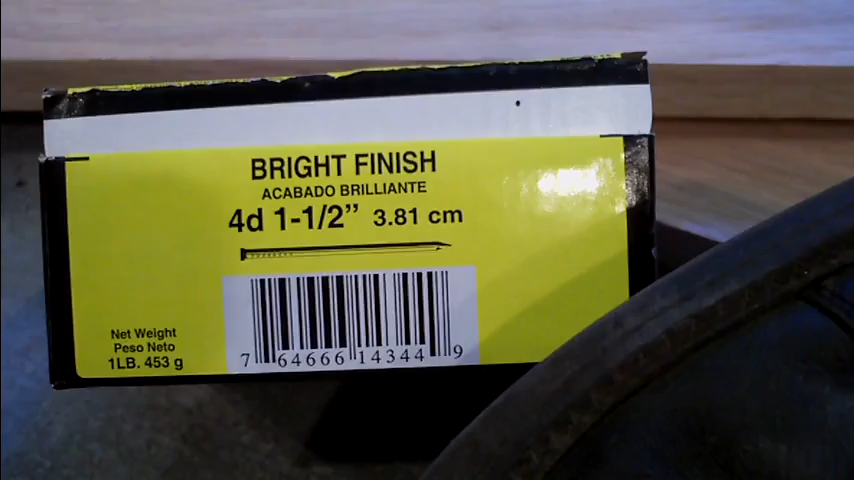 BRIGHT FINISH
ACABADO BRILLIANTE
4d 1-1/2” 3.81 cm
Net Weight
Peso Neto
1LB. 453 g
7 64666 14344 9